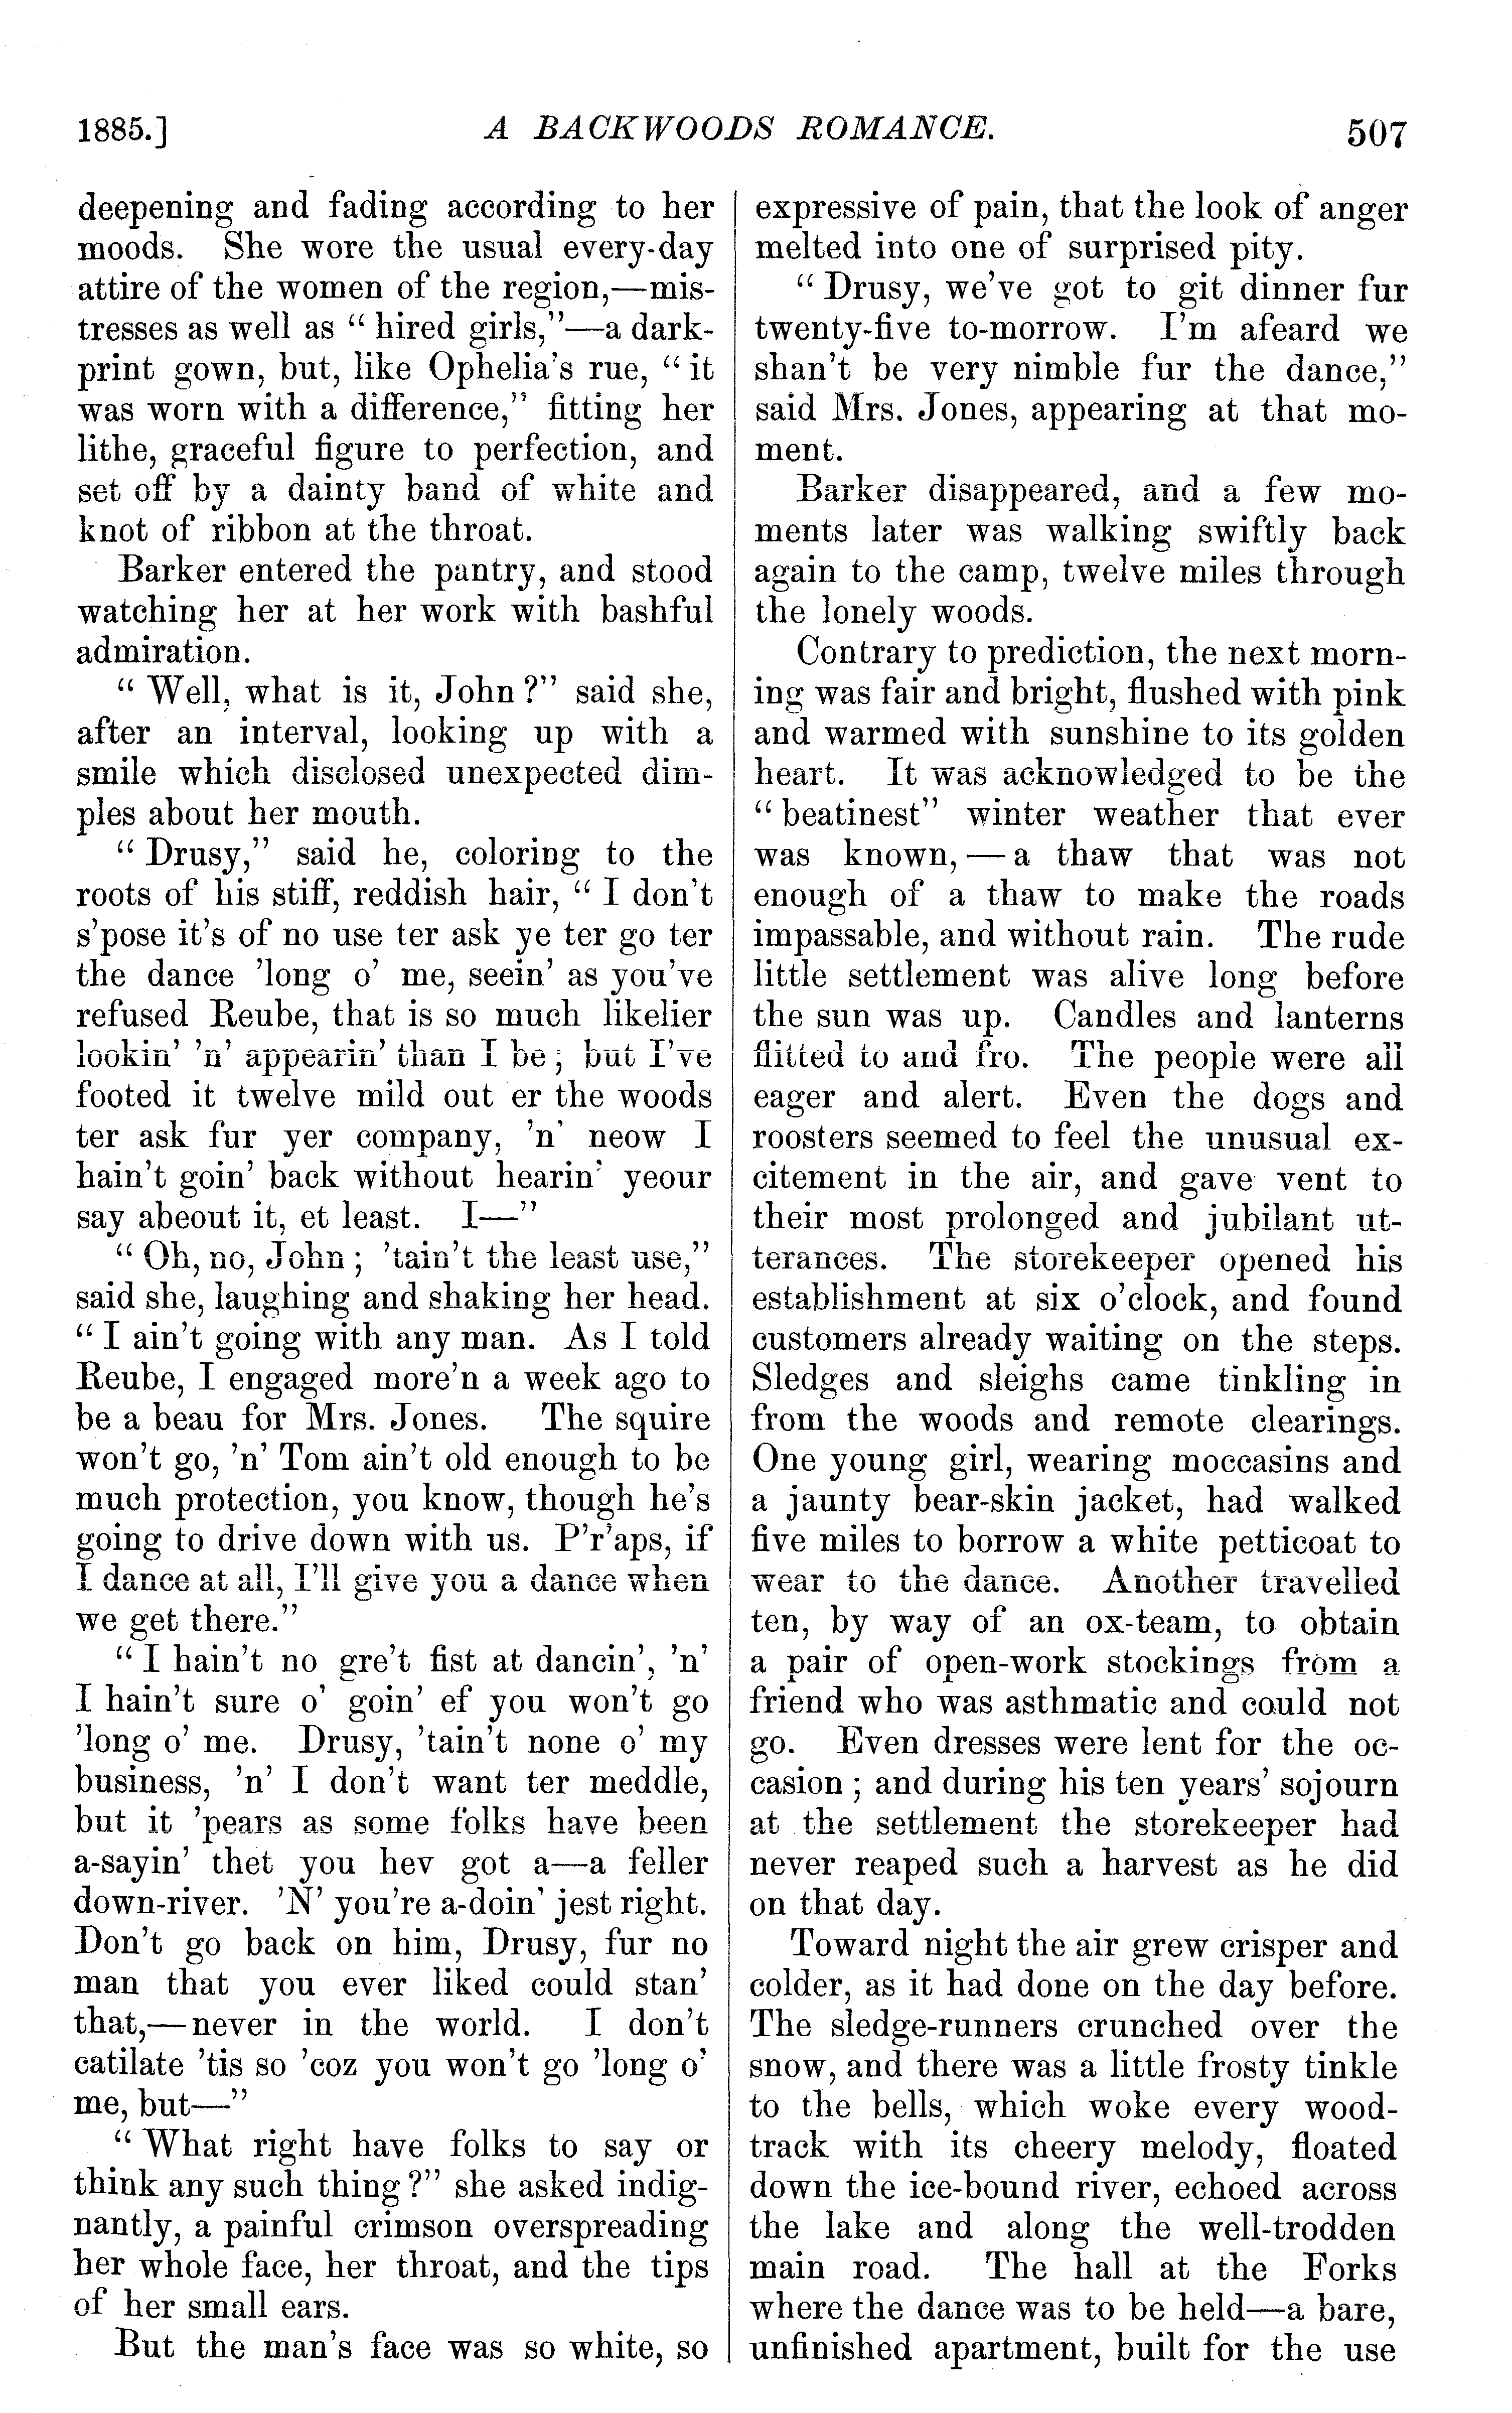 1885.] A BACKWOODS ROMANCE. 507
deepening and fading according to her
moods. She wore the usual every-day
attire of the women of the region,—mis-
tresses as well as "hired girls,"—a dark-
print gown, but, like Ophelia's rue, "it
was worn with a difference," fitting her
lithe, graceful figure to perfection, and
set off by a dainty band of white and
knot of ribbon at the throat.
Barker entered the pantry, and stood
watching her at her work with bashful
admiration.
"Well, what is it, John?" said she,
after an interval, looking up with a
smile which disclosed unexpected dim-
ples about her mouth.
"Drusy," said he, coloring to the
roots of his stiff, reddish hair, "I don't
s'pose it's of no use ter ask ye ter go ter
the dance 'long o' me, seein' as you've
refused Reube, that is so much likelier
lookin' 'n' appearin' than I be; but I've
footed it twelve mild out er the woods
ter ask fur yer company, 'n' neow I
hain't goin' back without hearin' yeour
say abeout it, et least. I—"
"Oh, no, John; 'tain't the least use,"
said she, laughing and shaking her head.
"I ain't going with any man. As I told
Reube, I engaged more'n a week ago to
be a beau for Mrs. Jones. The squire
won't go, 'n' Tom ain't old enough to be
much protection, you know, though he's
going to drive down with us. P'r'aps, if
I dance at all, I'll give you a dance when
we get there."
"I hain't no gre't fist at dancin', 'n'
I hain't sure o' goin' ef you won't go
'long o' me. Drusy, 'tain't none o' my
business, 'n' I don't want ter meddle,
but it 'pears as some folks have been
a-sayin' thet you hev got a—a feller
down-river. 'N' you're a-doin' jest right.
Don't go back on him, Drusy, fur no
man that you ever liked could stan'
that,—never in the world. I don't
catilate 'tis so 'coz you won't go 'long o'
me, but—"
"What right have folks to say or
think any such thing?" she asked indig-
nantly, a painful crimson overspreading
her whole face, her throat, and the tips
of her small ears.
But the man's face was so white, so
expressive of pain, that the look of anger
melted into one of surprised pity.
"Drusy, we've got to git dinner fur
twenty-five to-morrow. I'm afeard we
shan't be very nimble fur the dance,"
said Mrs. Jones, appearing at that mo-
ment.
Barker disappeared, and a few mo-
ments later was walking swiftly back
again to the camp, twelve miles through
the lonely woods.
Contrary to prediction, the next morn-
ing was fair and bright, flushed with pink
and warmed with sunshine to its golden
heart. It was acknowledged to be the
"beatinest" winter weather that ever
was known,—a thaw that was not
enough of a thaw to make the roads
impassable, and without rain. The rude
little settlement was alive long before
the sun was up. Candles and lanterns
flitted to and fro. The people were all
eager and alert. Even the dogs and
roosters seemed to feel the unusual ex-
citement in the air, and gave vent to
their most prolonged and jubilant ut-
terances. The storekeeper opened his
establishment at six o'clock, and found
customers already waiting on the steps.
Sledges and sleighs came tinkling in
from the woods and remote clearings.
One young girl, wearing moccasins and
a jaunty bear-skin jacket, had walked
five miles to borrow a white petticoat to
wear to the dance. Another travelled
ten, by way of an ox-team, to obtain
a pair of open-work stockings from a
friend who was asthmatic and could not
go. Even dresses were lent for the oc-
casion; and during his ten years' sojourn
at the settlement the storekeeper had
never reaped such a harvest as he did
on that day.
Toward night the air grew crisper and
colder, as it had done on the day before.
The sledge-runners crunched over the
snow, and there was a little frosty tinkle
to the bells, which woke every wood-
track with its cheery melody, floated
down the ice-bound river, echoed across
the lake and along the well-trodden
main road. The hall at the Forks
where the dance was to be held—a bare,
unfinished apartment, built for the use